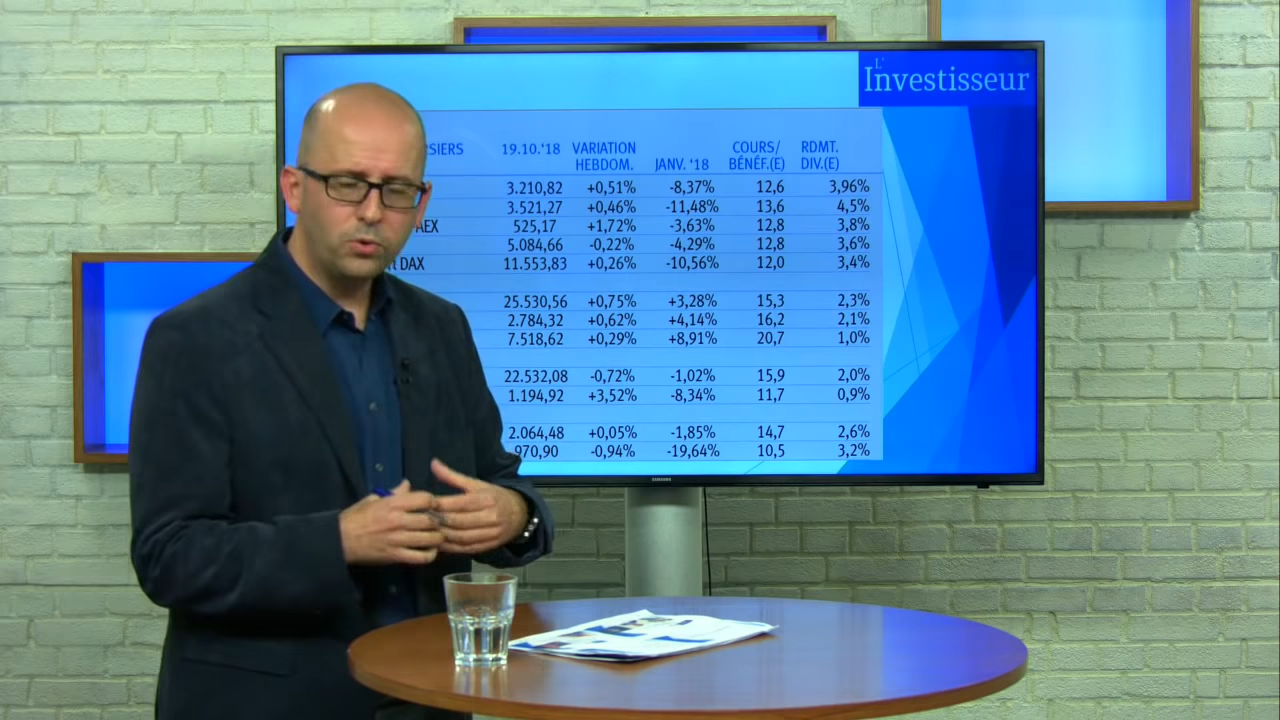 L'
Investisseur
19.10.'18 VARIATION HEBDOM. JANV. '18 COURS/ BÉNÉF.(E) RDMT. DIV.(E)
3.210,82 +0,51% -8,37% 12,6 3,96%
3.521,27 +0,46% -11,48% 13,6 4,5%
AEX 525,17 +1,72% -3,63% 12,8 3,8%
5.084,66 -0,22% -4,29% 12,8 3,6%
DAX 11.553,83 +0,26% -10,56% 12,0 3,4%
25.530,56 +0,75% +3,28% 15,3 2,3%
2.784,32 +0,62% +4,14% 16,2 2,1%
7.518,62 +0,29% +8,91% 20,7 1,0%
22.532,08 -0,72% -1,02% 15,9 2,0%
1.194,92 +3,52% -8,34% 11,7 0,9%
2.064,48 +0,05% -1,85% 14,7 2,6%
970,90 -0,94% -19,64% 10,5 3,2%
SAMSUNG